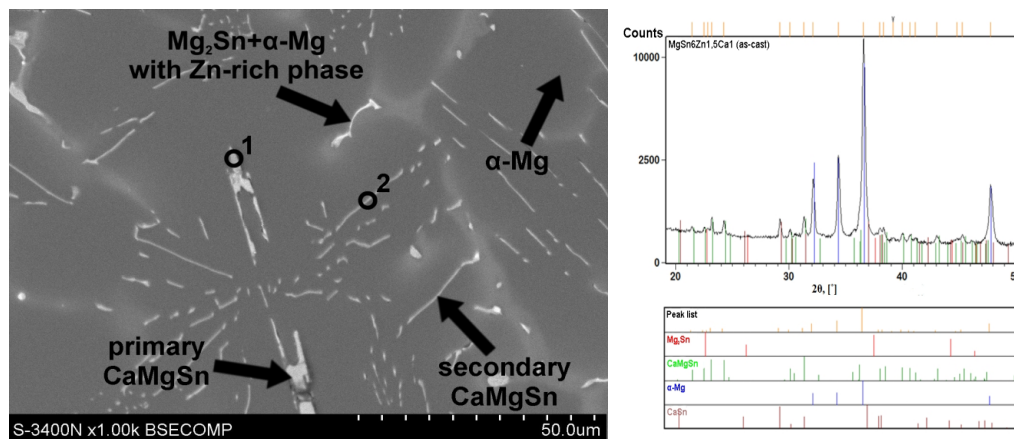 Mg₂Sn+α-Mg
with Zn-rich phase
1
2
α-Mg
primary
CaMgSn
secondary
CaMgSn
S-3400N x1.00k BSECOMP
50.0um
Counts
MgSn6Zn1,5Ca1 (as-cast)
10000
2500
0
20
30
40
5
2θ, [°]
Peak list
Mg₂Sn
CaMgSn
α-Mg
CaSn